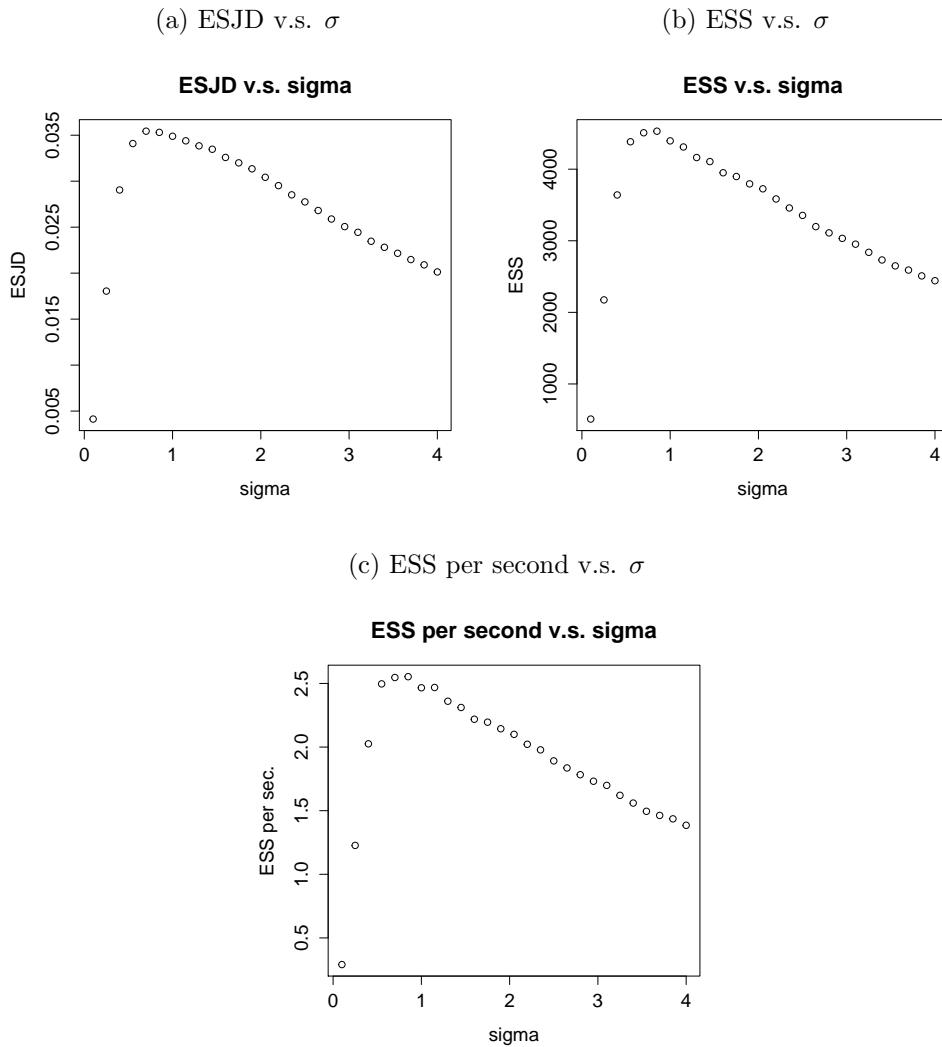 (a) ESJD v.s. σ
(b) ESS v.s. σ
ESJD v.s. sigma
ESJD
0.035
0.025
0.015
0.005
0 1 2 3 4
sigma
ESS v.s. sigma
ESS
4000
3000
2000
1000
0 1 2 3 4
sigma
(c) ESS per second v.s. σ
ESS per second v.s. sigma
ESS per sec.
2.5
2.0
1.5
1.0
0.5
0 1 2 3 4
sigma